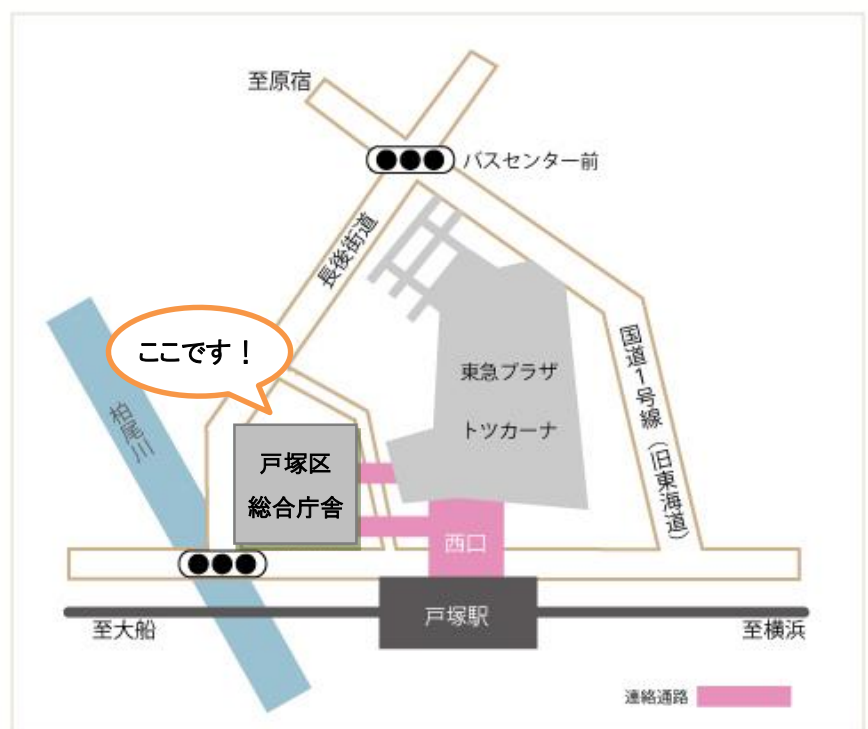 至原宿
バスセンター前
長後街道
ここです！
柏尾川
東急プラザ
トツカーナ
国道1号線（旧東海道）
戸塚区
総合庁舎
西口
戸塚駅
至大船
至横浜
連絡通路